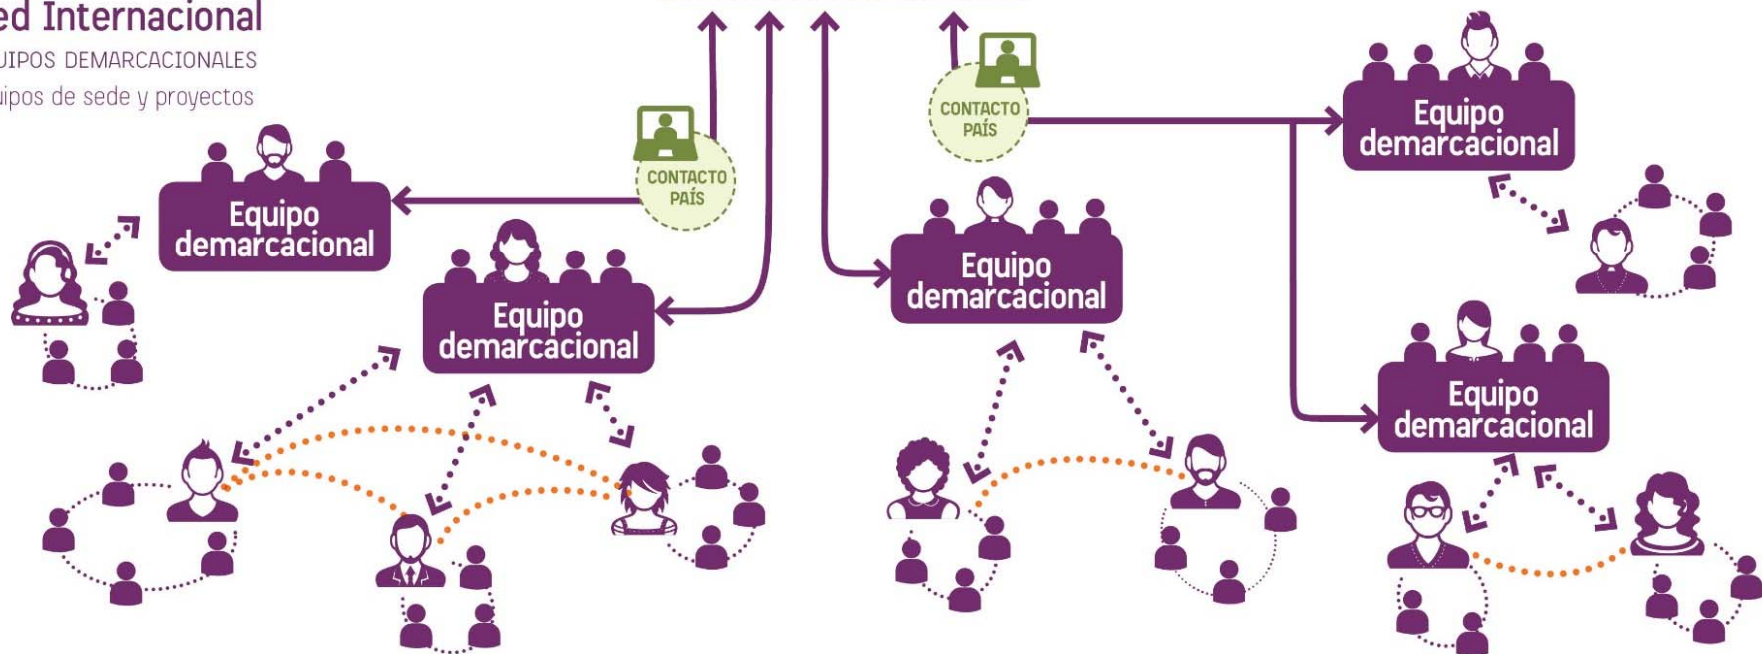 ed Internacional
UIPOS DEMARCACIONALES
uipos de sede y proyectos
CONTACTO
PAÍS
CONTACTO
PAÍS
Equipo
demarcacional
Equipo
demarcacional
Equipo
demarcacional
Equipo
demarcacional
Equipo
demarcacional